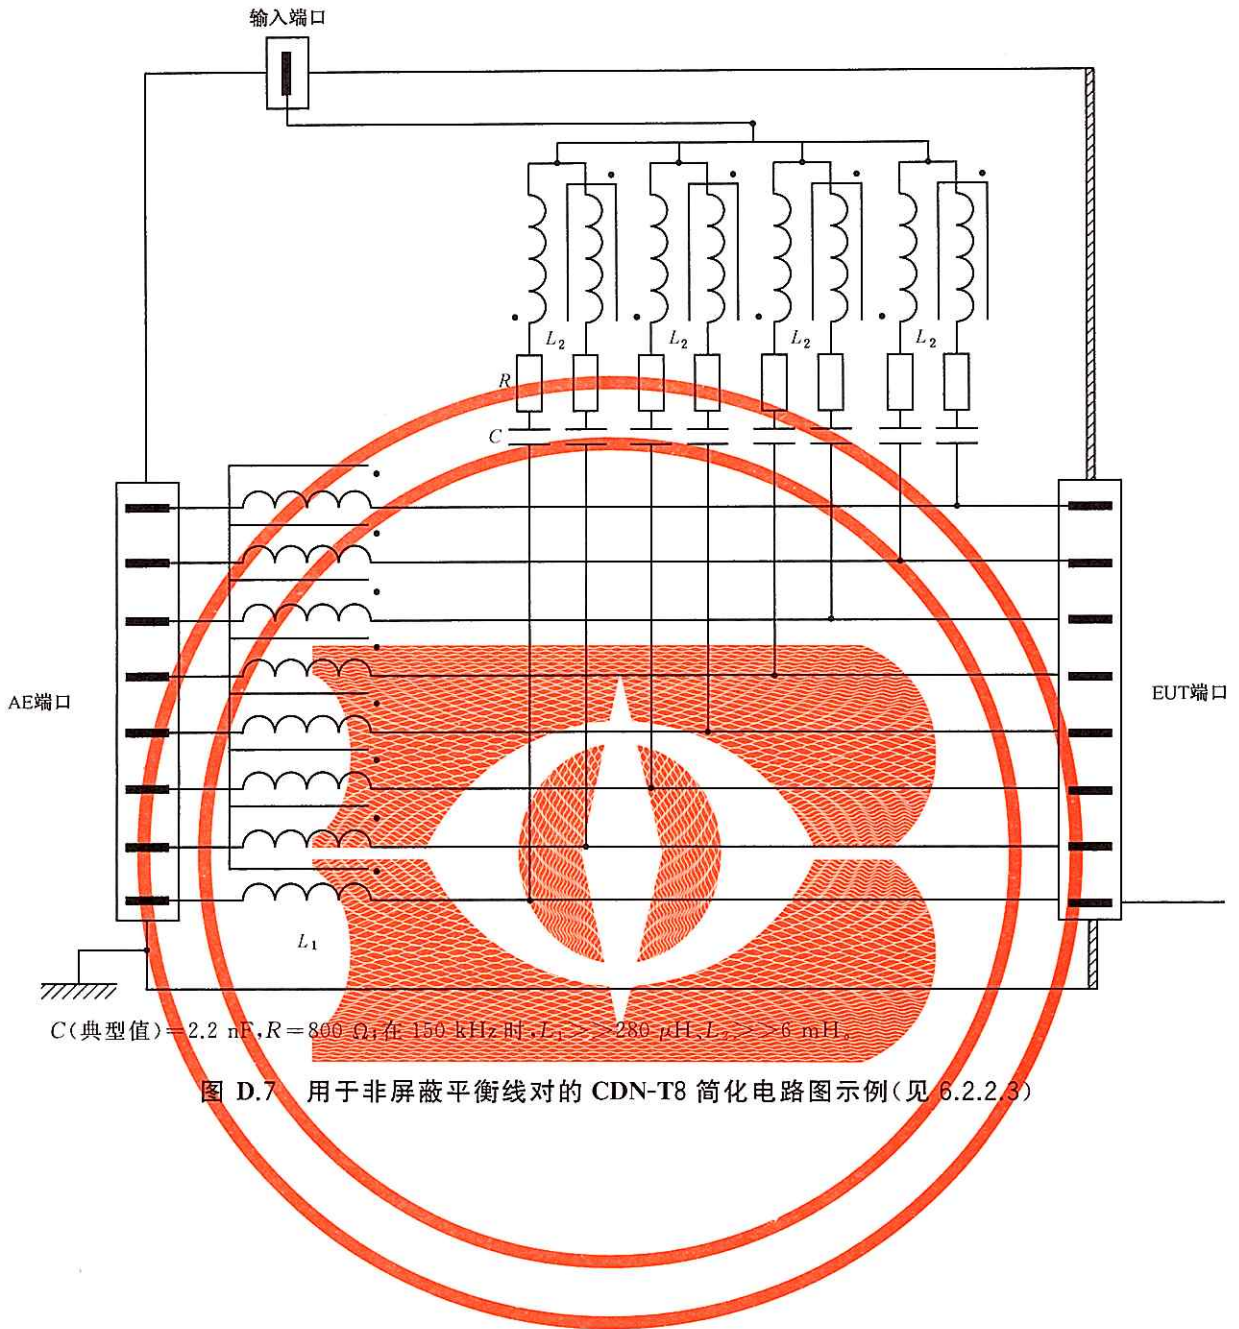 输入端口
L₂ L₂ L₂ L₂
R
C
AE端口
EUT端口
L₁
C(典型值)=2.2 nF,R=800 Ω;在 150 kHz时,L₁>>280 μH、L₂>>6 mH。
图 D.7 用于非屏蔽平衡线对的 CDN-T8 简化电路图示例(见 6.2.2.3)